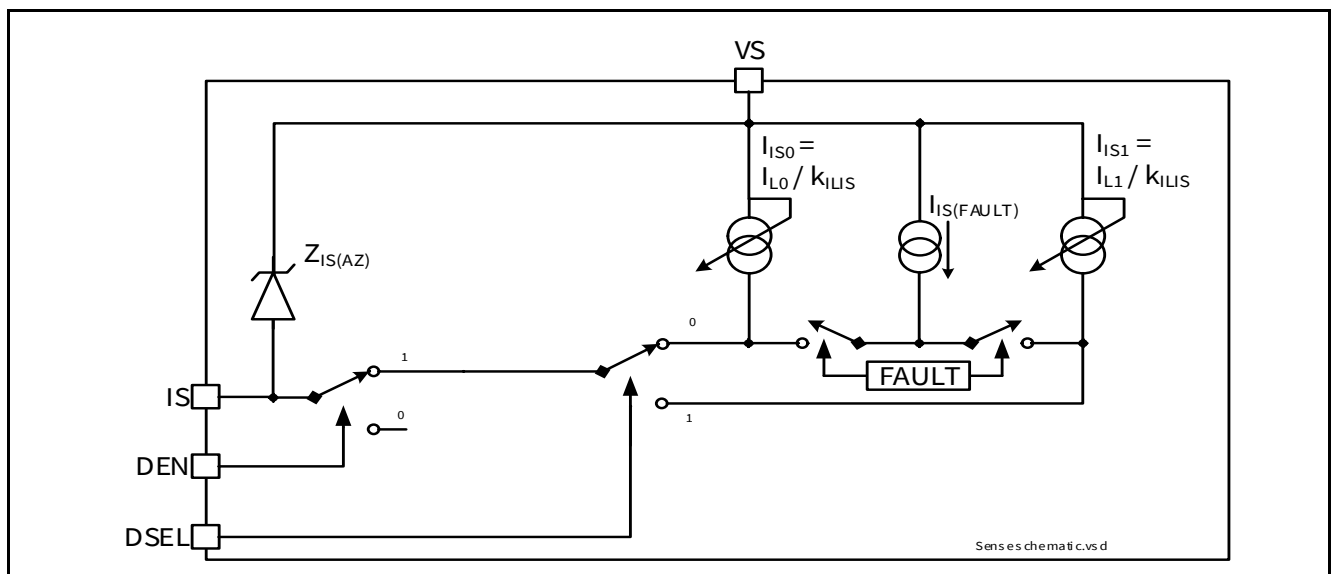 VS
I_IS0 =
I_L0 / k_ILIS
I_IS(FAULT)
I_IS1 =
I_L1 / k_ILIS
Z_IS(AZ)
0
1
FAULT
IS
0
1
DEN
DSEL
Senseschematic.vsd